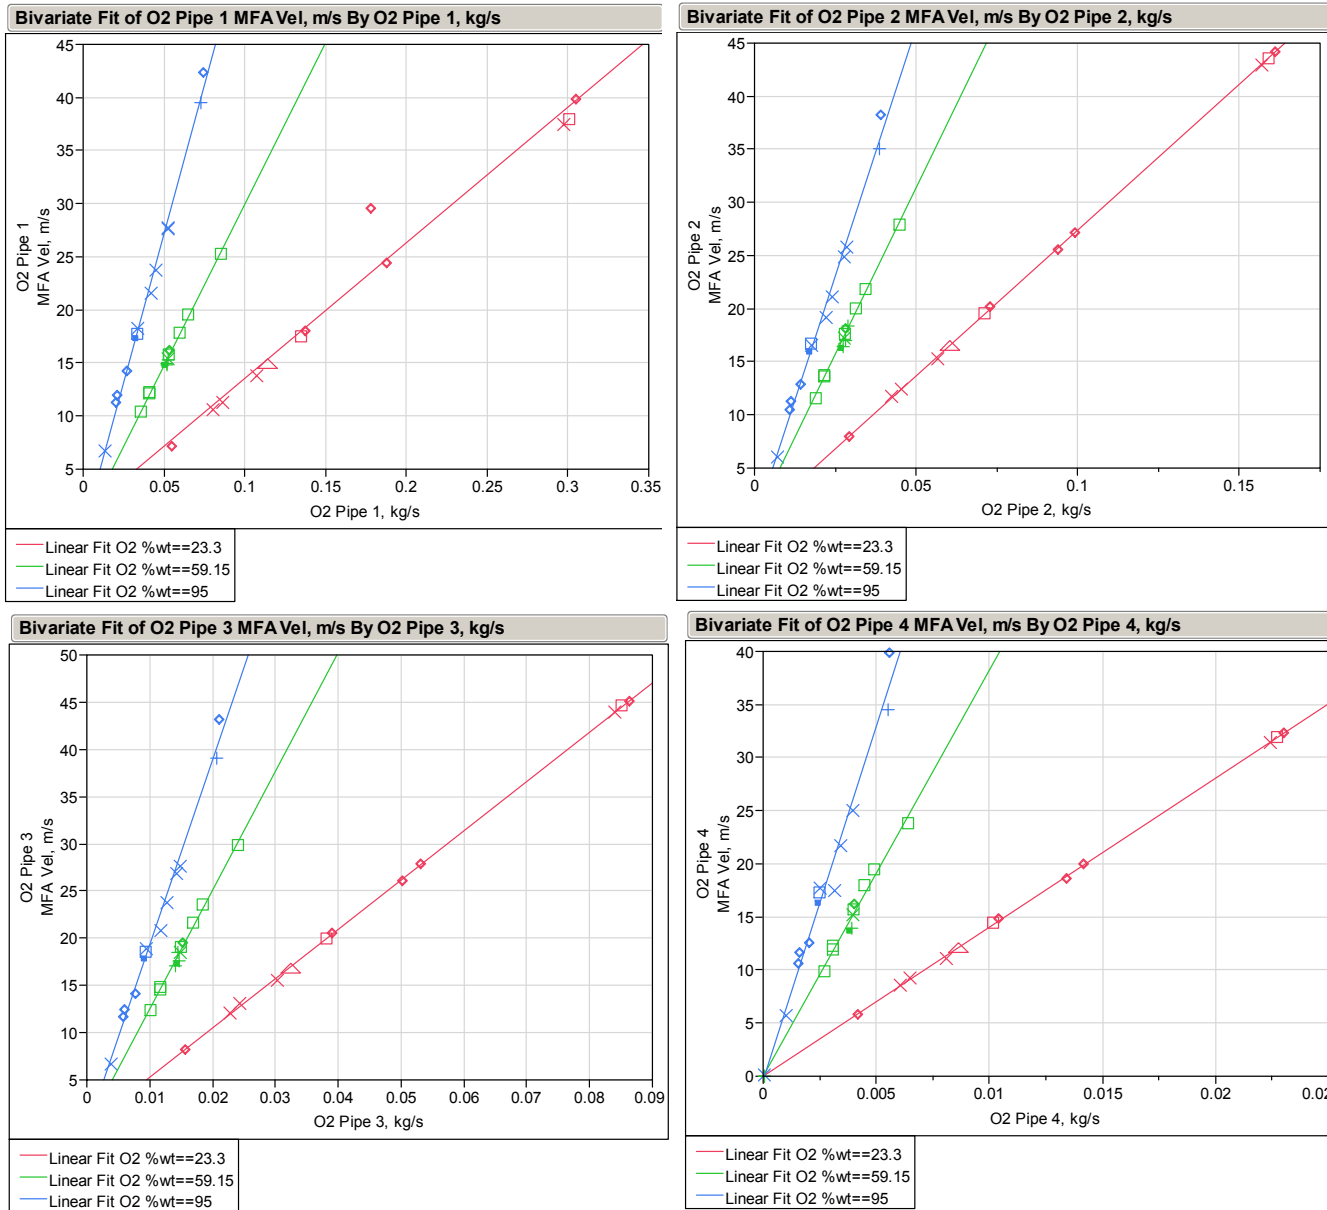 Bivariate Fit of O2 Pipe 1 MFA Vel, m/s By O2 Pipe 1, kg/s
45
40
35
30
25
20
15
10
5
O2 Pipe 1
MFA Vel, m/s
0 0.05 0.1 0.15 0.2 0.25 0.3 0.35
O2 Pipe 1, kg/s
Linear Fit O2 %wt==23.3
Linear Fit O2 %wt==59.15
Linear Fit O2 %wt==95
Bivariate Fit of O2 Pipe 2 MFA Vel, m/s By O2 Pipe 2, kg/s
45
40
35
30
25
20
15
10
5
O2 Pipe 2
MFA Vel, m/s
0 0.05 0.1 0.15
O2 Pipe 2, kg/s
Linear Fit O2 %wt==23.3
Linear Fit O2 %wt==59.15
Linear Fit O2 %wt==95
Bivariate Fit of O2 Pipe 3 MFA Vel, m/s By O2 Pipe 3, kg/s
50
45
40
35
30
25
20
15
10
5
O2 Pipe 3
MFA Vel, m/s
0 0.01 0.02 0.03 0.04 0.05 0.06 0.07 0.08 0.09
O2 Pipe 3, kg/s
Linear Fit O2 %wt==23.3
Linear Fit O2 %wt==59.15
Linear Fit O2 %wt==95
Bivariate Fit of O2 Pipe 4 MFA Vel, m/s By O2 Pipe 4, kg/s
40
35
30
25
20
15
10
5
0
O2 Pipe 4
MFA Vel, m/s
0 0.005 0.01 0.015 0.02
O2 Pipe 4, kg/s
Linear Fit O2 %wt==23.3
Linear Fit O2 %wt==59.15
Linear Fit O2 %wt==95